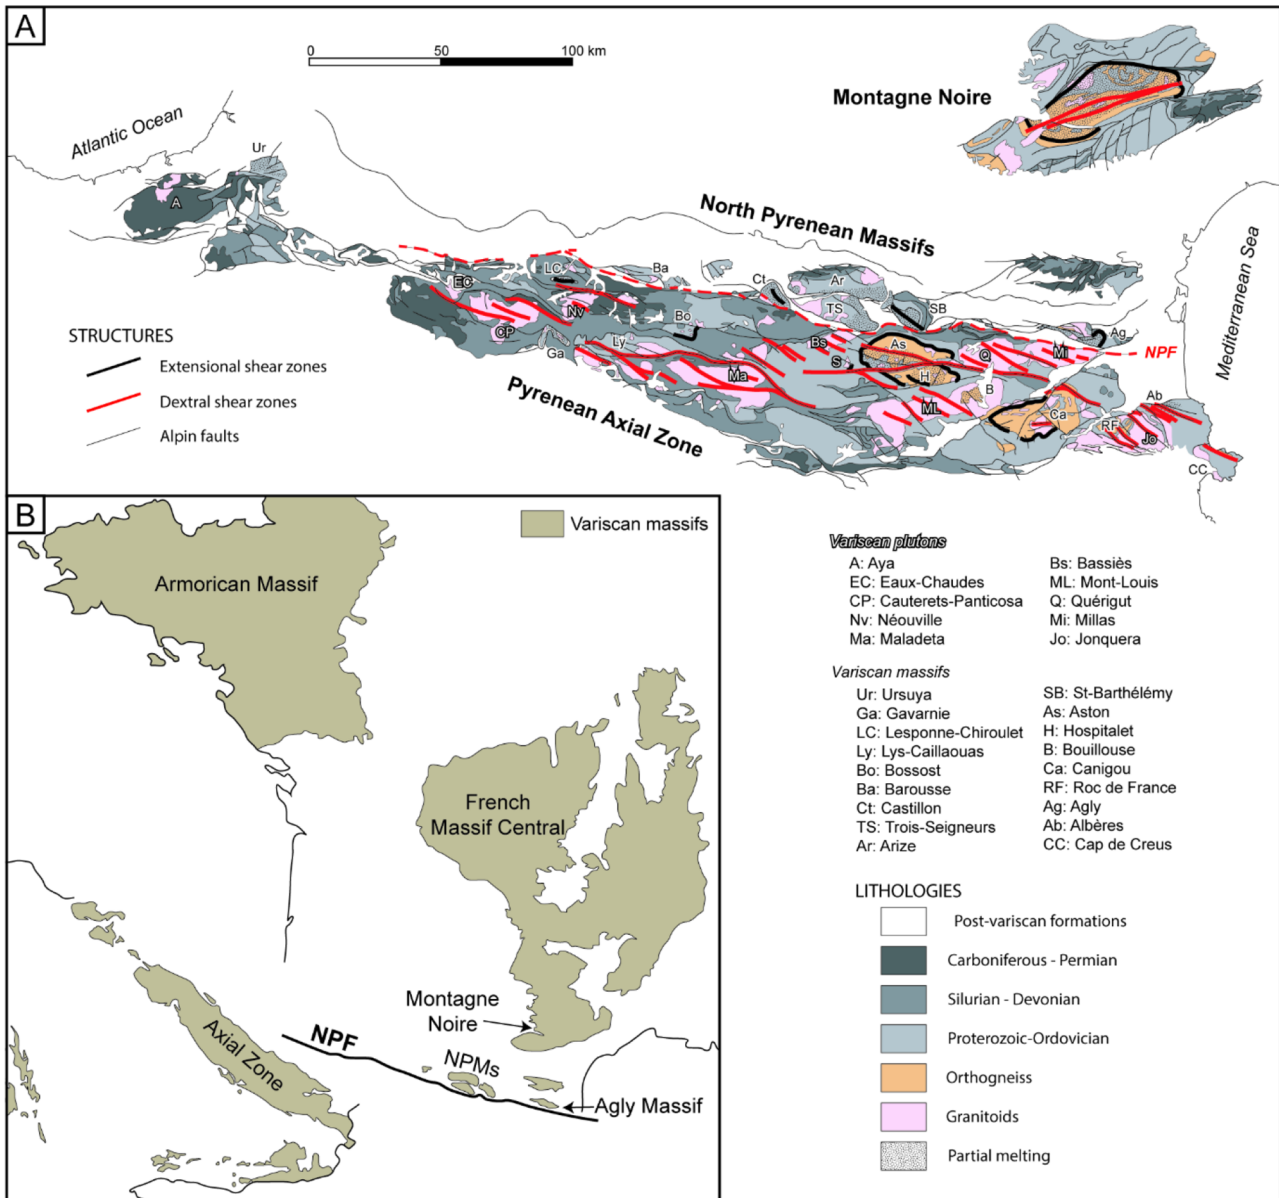 A
0 50 100 km
Montagne Noire
Atlantic Ocean
Ur
A
North Pyrenean Massifs
Mediterranean Sea
EC
LC
Ba
Ct
Ar
TS
SB
Nv
CP
Bo
Ly
Ga
Bs
As
Ag
NPF
Q
Mi
S
H
Ma
ML
B
Ca
Ab
RF
Jo
CC
Pyrenean Axial Zone
STRUCTURES
Extensional shear zones
Dextral shear zones
Alpin faults
B
Variscan massifs
Armorican Massif
French
Massif Central
Montagne
Noire
NPF
NPMs
Axial Zone
Agly Massif
Variscan plutons
A: Aya
EC: Eaux-Chaudes
CP: Cauterets-Panticosa
Nv: Néouville
Ma: Maladeta
Bs: Bassiès
ML: Mont-Louis
Q: Quérigut
Mi: Millas
Jo: Jonquera
Variscan massifs
Ur: Ursuya
Ga: Gavarnie
LC: Lesponne-Chiroulet
Ly: Lys-Caillaouas
Bo: Bossost
Ba: Barousse
Ct: Castillon
TS: Trois-Seigneurs
Ar: Arize
SB: St-Barthélémy
As: Aston
H: Hospitalet
B: Bouillouse
Ca: Canigou
RF: Roc de France
Ag: Agly
Ab: Albères
CC: Cap de Creus
LITHOLOGIES
Post-variscan formations
Carboniferous - Permian
Silurian - Devonian
Proterozoic-Ordovician
Orthogneiss
Granitoids
Partial melting